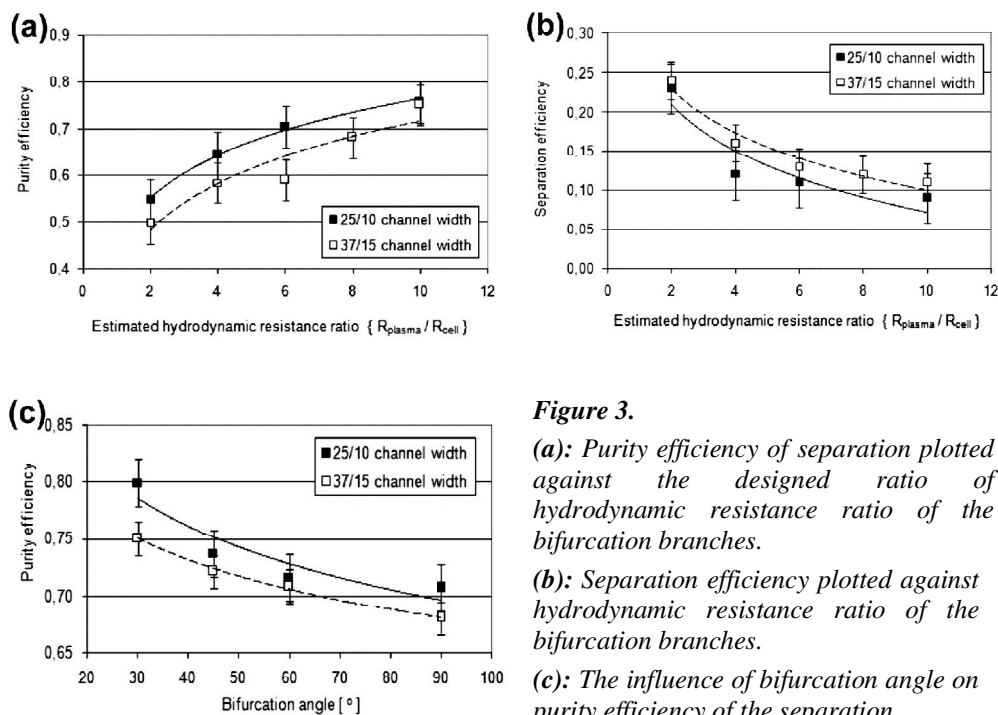 (a)
0,9
0,8
0,7
0,6
0,5
0,4
Purity efficiency
25/10 channel width
37/15 channel width
0 2 4 6 8 10 12
Estimated hydrodynamic resistance ratio { Rplasma / Rcell }
(b)
0,30
0,25
0,20
0,15
0,10
0,05
0,00
Separation efficiency
25/10 channel width
37/15 channel width
0 2 4 6 8 10 12
Estimated hydrodynamic resistance ratio { Rplasma / Rcell }
(c)
0,85
0,80
0,75
0,70
0,65
Purity efficiency
25/10 channel width
37/15 channel width
20 30 40 50 60 70 80 90 100
Bifurcation angle [ º ]
Figure 3.
(a): Purity efficiency of separation plotted
against the designed ratio of
hydrodynamic resistance ratio of the
bifurcation branches.
(b): Separation efficiency plotted against
hydrodynamic resistance ratio of the
bifurcation branches.
(c): The influence of bifurcation angle on
purity efficiency of the separation